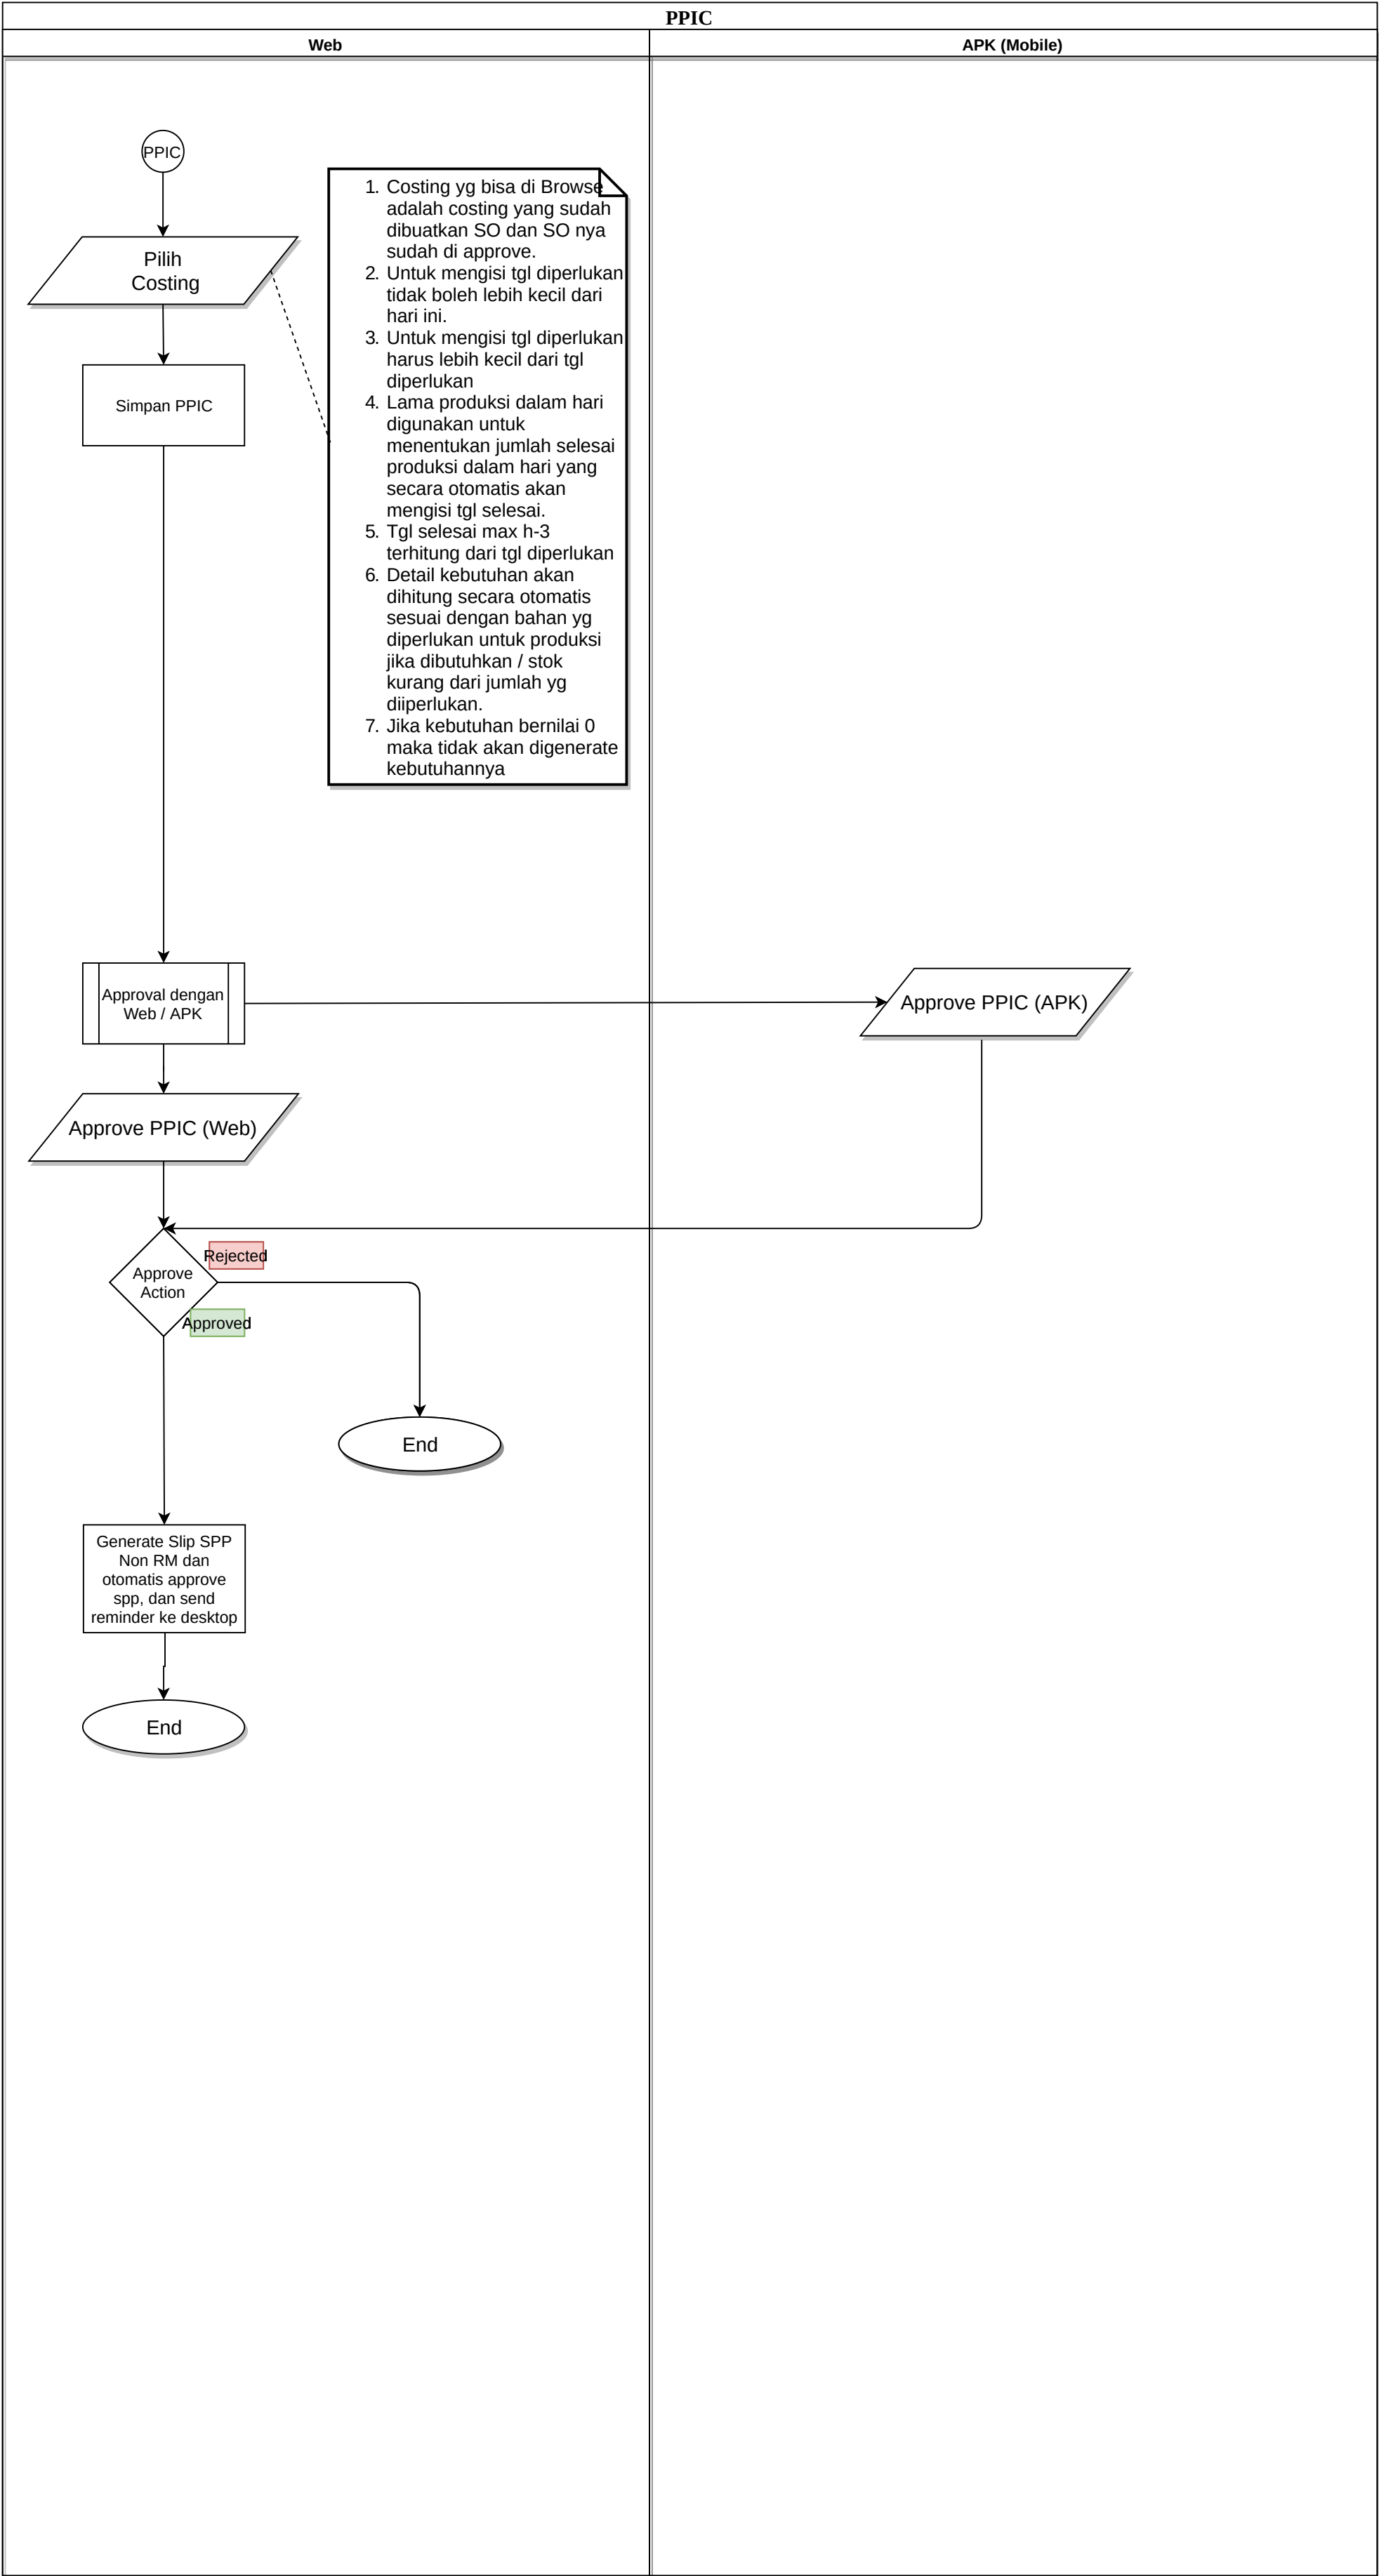 PPIC
Web
APK (Mobile)
PPIC
Pilih
Costing
Simpan PPIC
1. Costing yg bisa di Browse
adalah costing yang sudah
dibuatkan SO dan SO nya
sudah di approve.
2. Untuk mengisi tgl diperlukan
tidak boleh lebih kecil dari
hari ini.
3. Untuk mengisi tgl diperlukan
harus lebih kecil dari tgl
diperlukan
4. Lama produksi dalam hari
digunakan untuk
menentukan jumlah selesai
produksi dalam hari yang
secara otomatis akan
mengisi tgl selesai.
5. Tgl selesai max h-3
terhitung dari tgl diperlukan
6. Detail kebutuhan akan
dihitung secara otomatis
sesuai dengan bahan yg
diperlukan untuk produksi
jika dibutuhkan / stok
kurang dari jumlah yg
diiperlukan.
7. Jika kebutuhan bernilai 0
maka tidak akan digenerate
kebutuhannya
Approval dengan
Web / APK
Approve PPIC (APK)
Approve PPIC (Web)
Approve
Action
Rejected
Approved
End
Generate Slip SPP
Non RM dan
otomatis approve
spp, dan send
reminder ke desktop
End